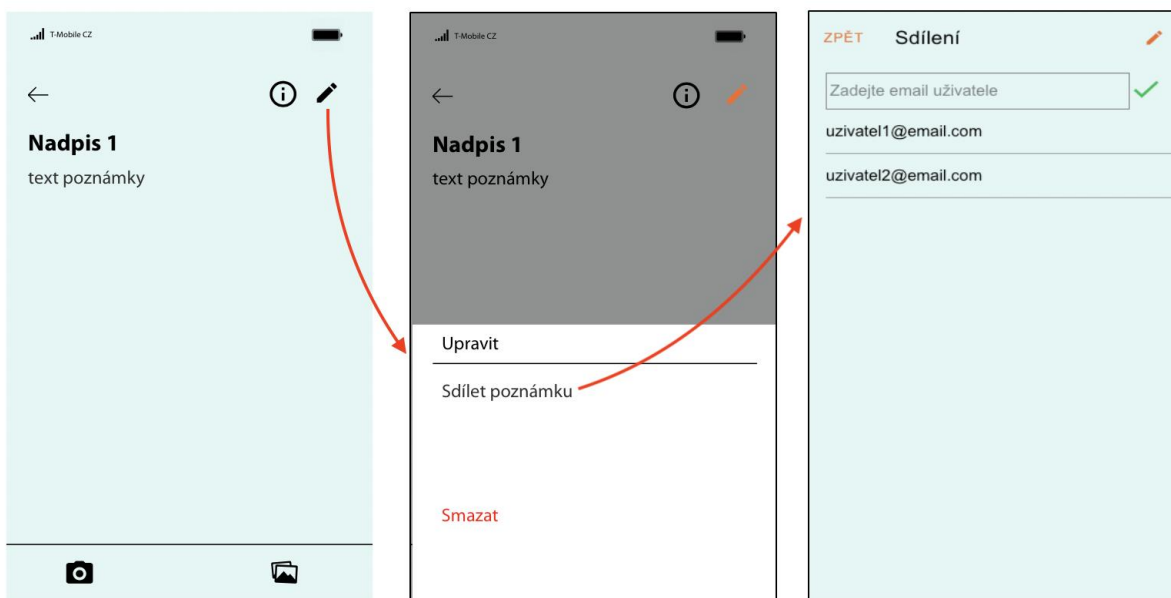 T-Mobile CZ
Nadpis 1
text poznámky
T-Mobile CZ
Nadpis 1
text poznámky
Upravit
Sdílet poznámku
Smazat
ZPĚT Sdílení
Zadejte email uživatele
uzivatel1@email.com
uzivatel2@email.com